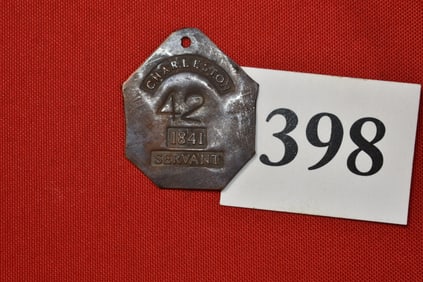 CHARLESTON
42
1841
SERVANT
398